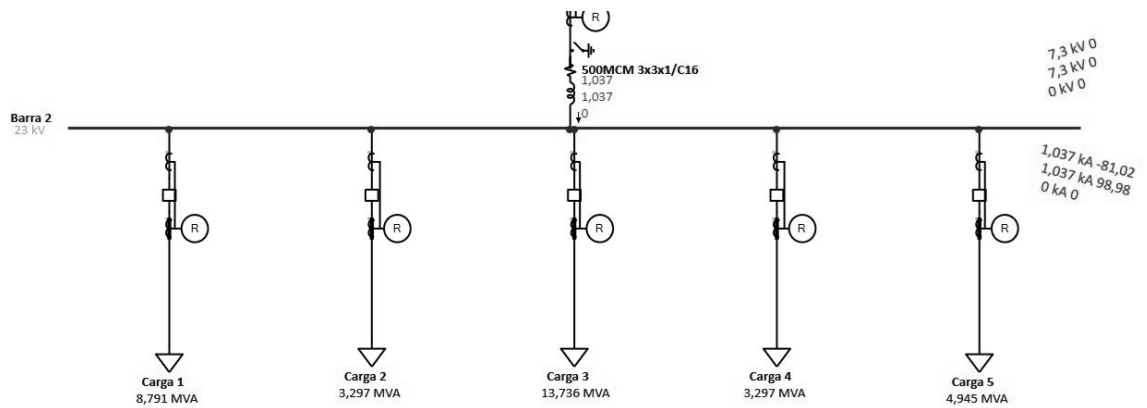 R
500MCM 3x3x1/C16
1,037
1,037
0
7,3 kV 0
7,3 kV 0
0 kV 0
Barra 2
23 kV
1,037 kA -81,02
1,037 kA 98,98
0 kA 0
R
R
R
R
R
Carga 1
8,791 MVA
Carga 2
3,297 MVA
Carga 3
13,736 MVA
Carga 4
3,297 MVA
Carga 5
4,945 MVA